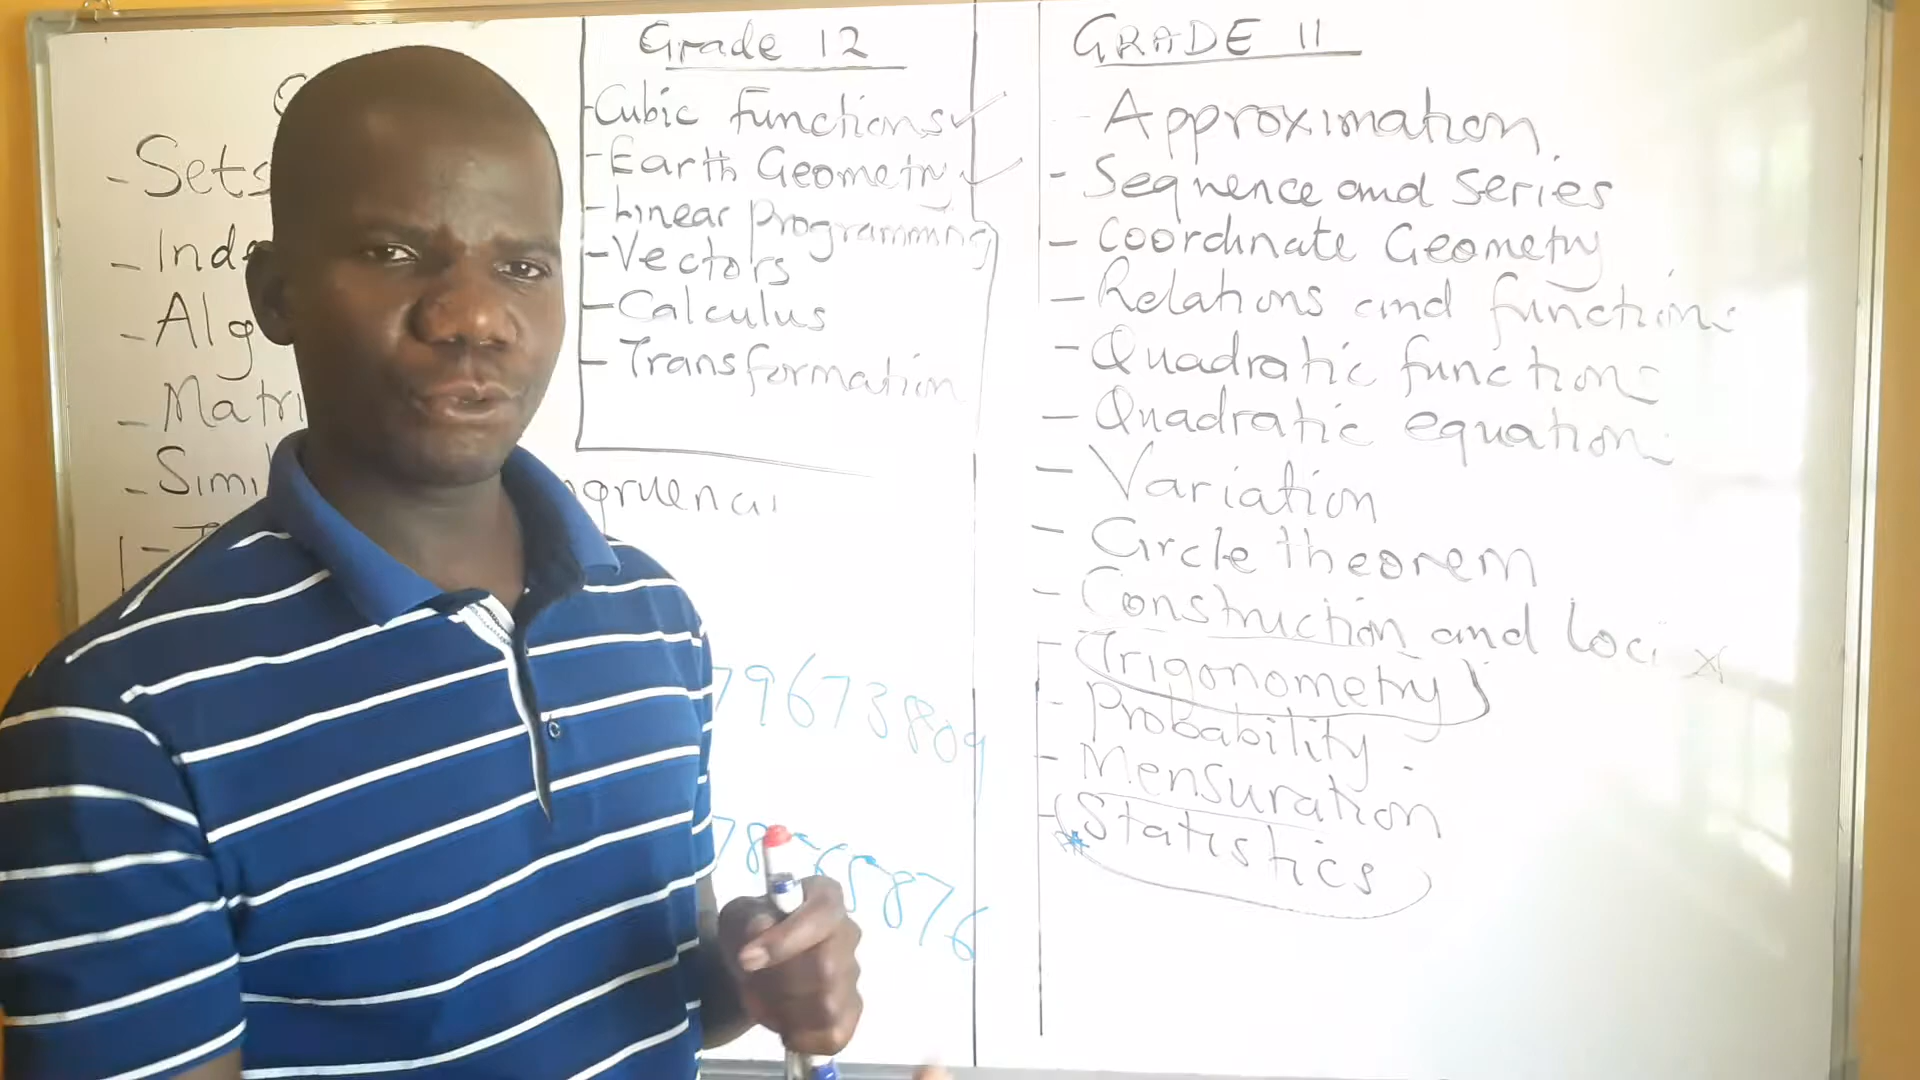 - Sets
- Ind
- Alg
- Matri
- Simi
ngruenci
Grade 12
- Cubic functions ✓
- Earth Geometry ✓
- Linear programming
- Vectors
- Calculus
- Transformation
79673809
GRADE 11
- Approximation
- Sequence and series
- Coordinate Geometry
- Relations and functions
- Quadratic functions
- Quadratic equations
- Variation
- Circle theorem
- Construction and loci x
- (Trigonometry)
- Probability.
- Mensuration
- (Statistics